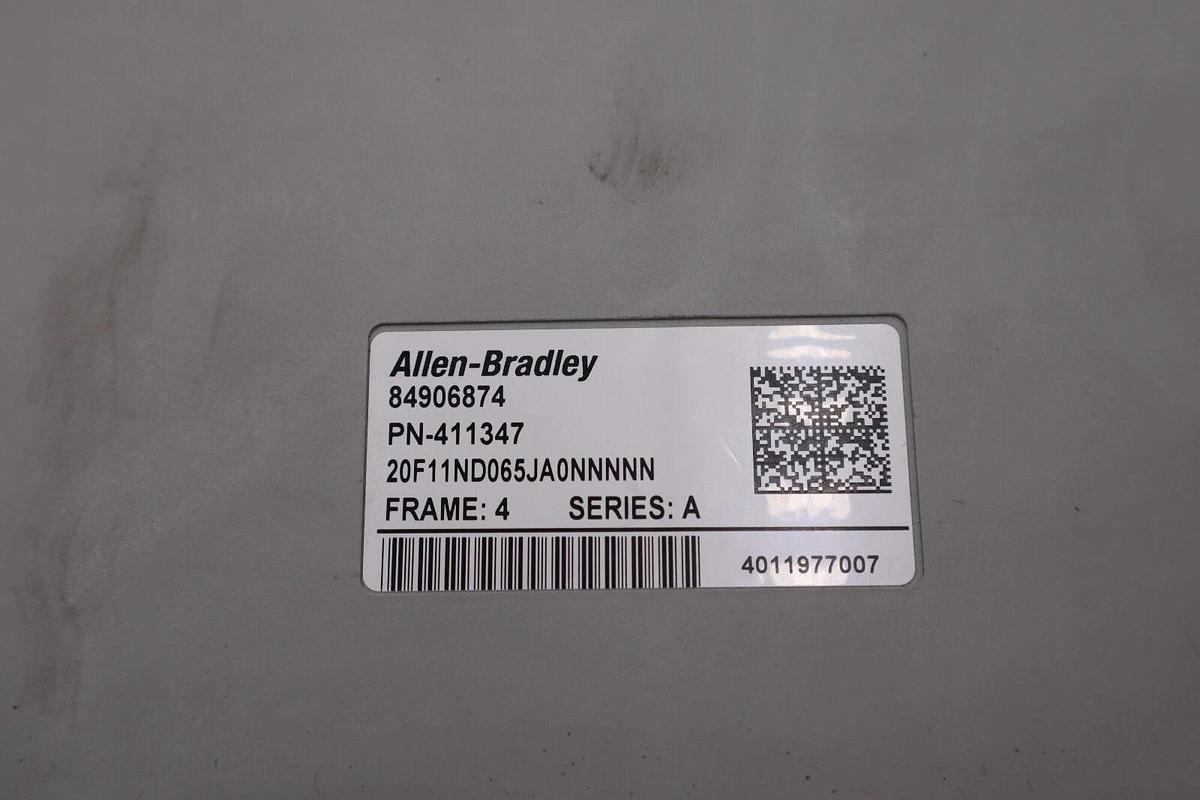 Allen-Bradley
84906874
PN-411347
20F11ND065JA0NNNNN
FRAME: 4 SERIES: A
4011977007